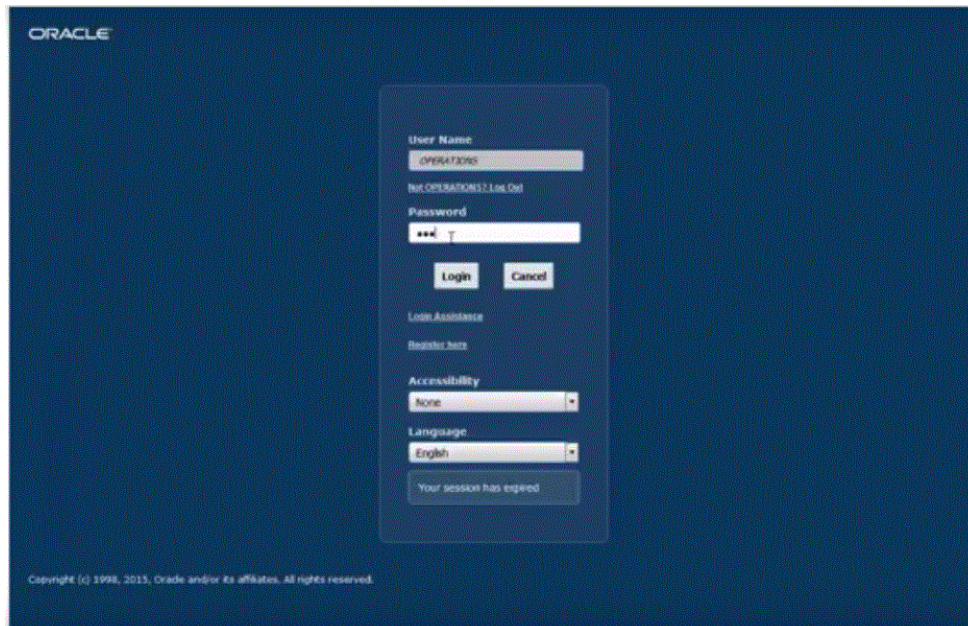 ORACLE
User Name
OPERATIONS
Not OPERATIONS? Log Out
Password
•••
Login Cancel
Login Assistance
Register here
Accessibility
None
Language
English
Your session has expired
Copyright (c) 1998, 2015, Oracle and/or its affiliates. All rights reserved.